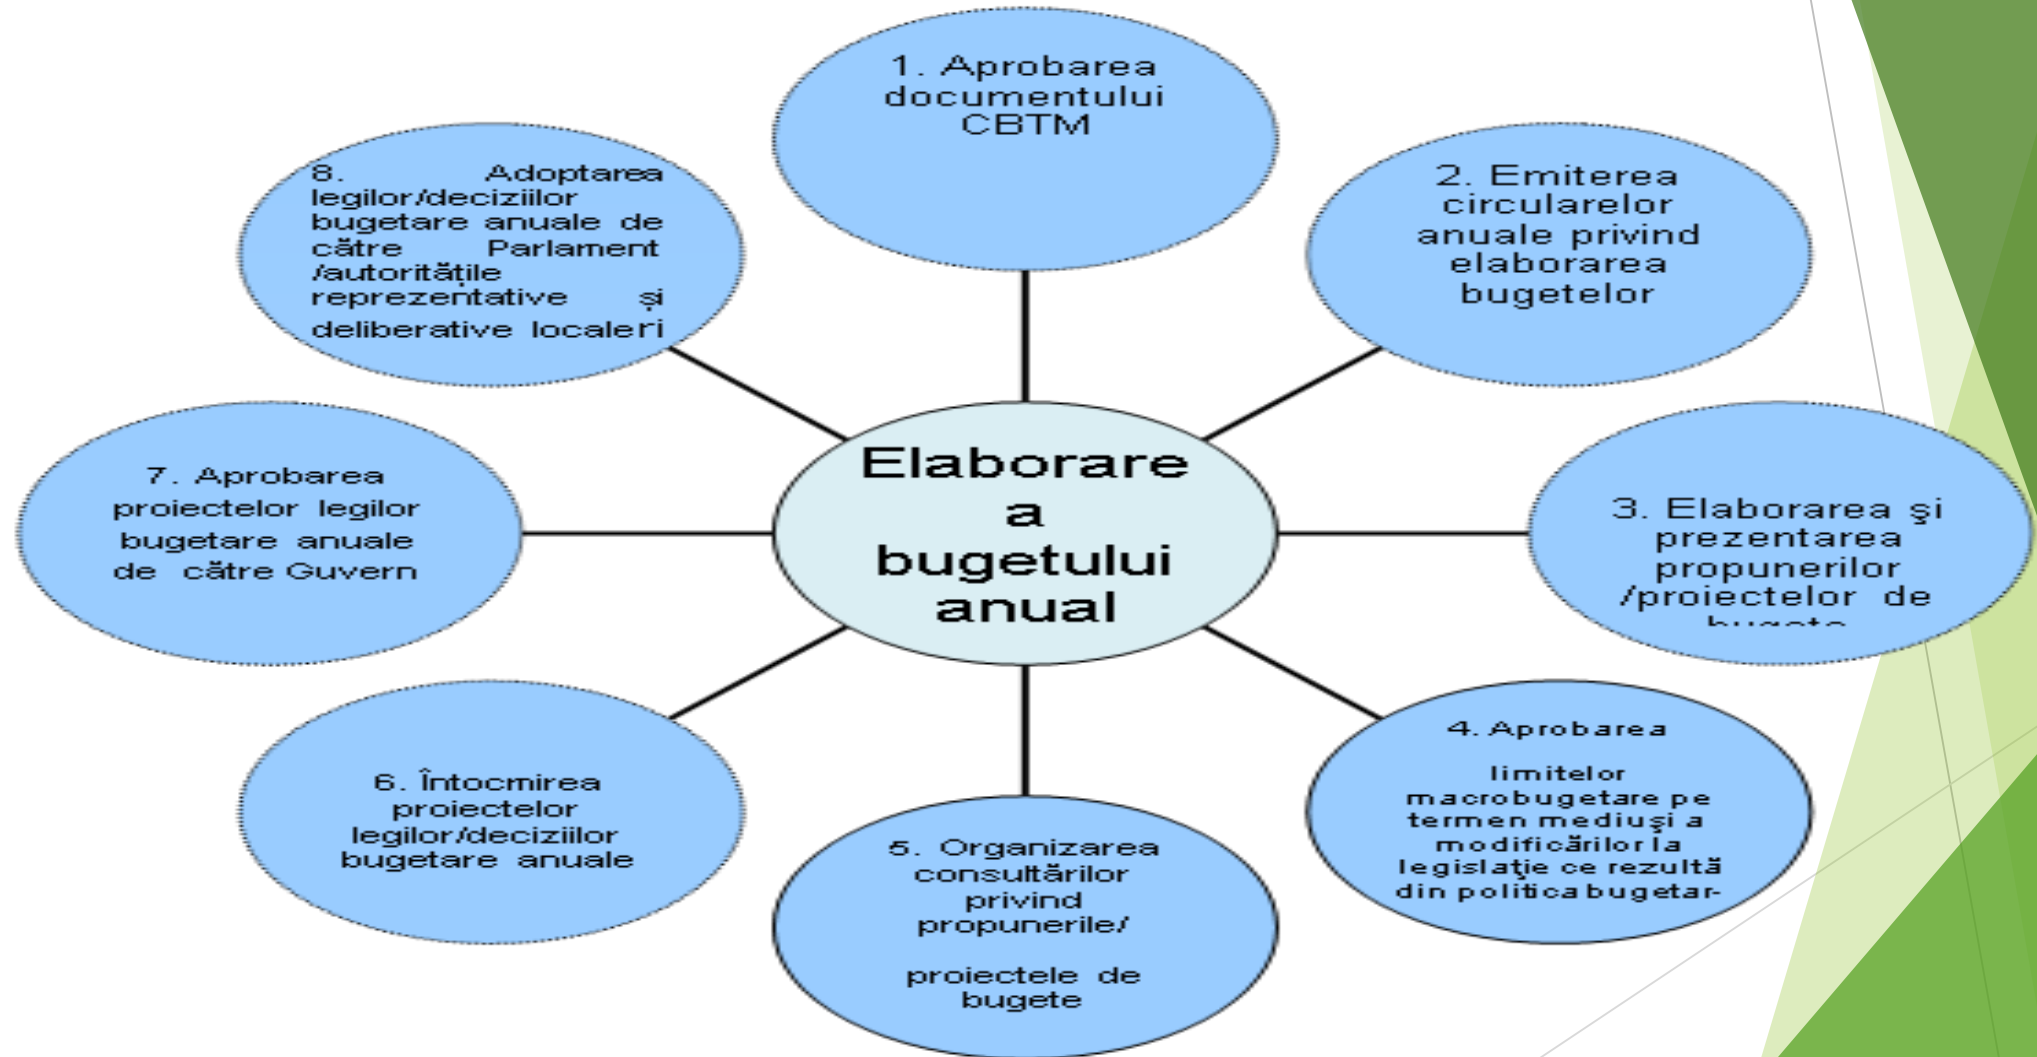 1. Aprobarea
documentului
CBTM
2. Emiterea
circularelor
anuale privind
elaborarea
bugetelor
3. Elaborarea şi
prezentarea
propunerilor
/proiectelor de
4. Aprobarea
limitelor
macrobugetare pe
termen mediuşi a
modificărilor la
legislaţie ce rezultă
din politica bugetar-
5. Organizarea
consultărilor
privind
propunerile/
proiectele de
bugete
6. Întocmirea
proiectelor
legilor/deciziilor
bugetare anuale
7. Aprobarea
proiectelor legilor
bugetare anuale
de către Guvern
8. Adoptarea
legilor/deciziilor
bugetare anuale de
către Parlament
/autoritățile
reprezentative și
deliberative localeri
Elaborare
a
bugetului
anual